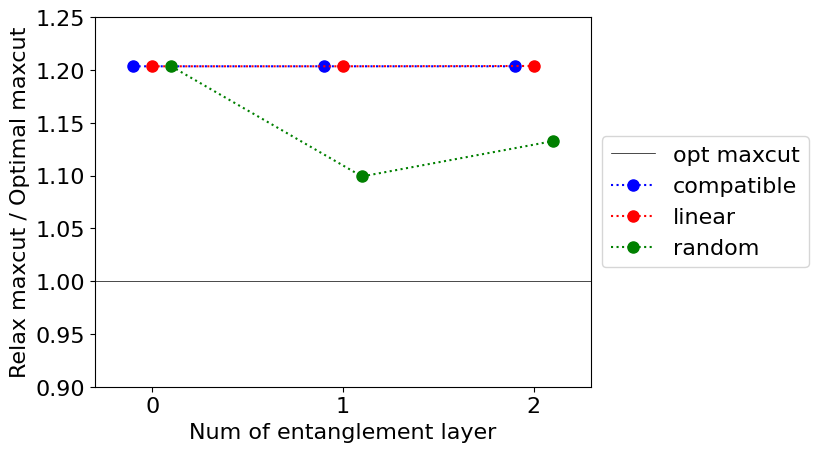 Relax maxcut / Optimal maxcut
1.25
1.20
1.15
1.10
1.05
1.00
0.95
0.90
0
1
2
Num of entanglement layer
opt maxcut
compatible
linear
random